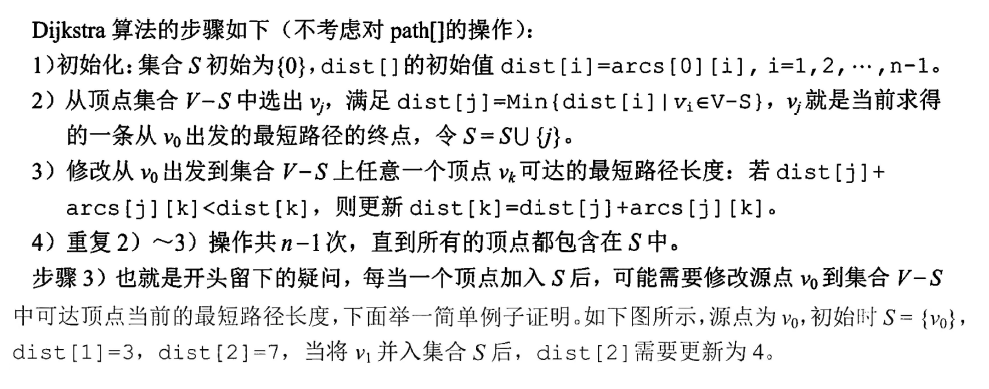 Dijkstra 算法的步骤如下（不考虑对 path[]的操作）：
1)初始化：集合 S 初始为{0}，dist[]的初始值 dist[i]=arcs[0][i], i=1,2,…,n-1。
2）从顶点集合 V−S 中选出 vj，满足 dist[j]=Min{dist[i]|vi∈V-S}，vj 就是当前求得
的一条从 v0 出发的最短路径的终点，令 S = S∪{j}。
3）修改从 v0 出发到集合 V−S 上任意一个顶点 vk 可达的最短路径长度：若 dist[j]+
arcs[j][k]<dist[k]，则更新 dist[k]=dist[j]+arcs[j][k]。
4）重复 2）～3）操作共 n−1 次，直到所有的顶点都包含在 S 中。
步骤 3）也就是开头留下的疑问，每当一个顶点加入 S 后，可能需要修改源点 v0 到集合 V−S
中可达顶点当前的最短路径长度，下面举一简单例子证明。如下图所示，源点为 v0，初始时 S = {v0}，
dist[1]=3，dist[2]=7，当将 v1 并入集合 S 后，dist[2]需要更新为 4。